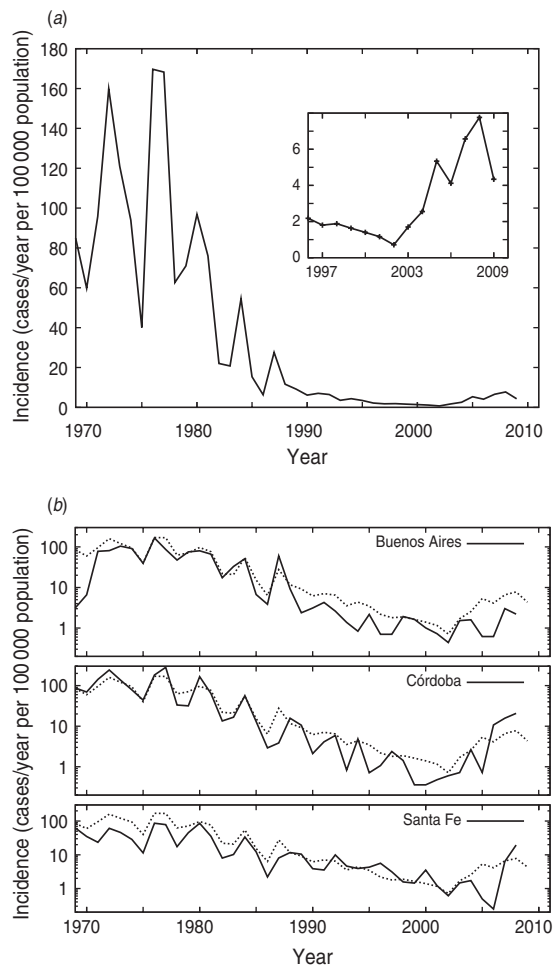 (a)
Incidence (cases/year per 100 000 population)
180
160
140
120
100
80
60
40
20
0
6
4
2
0
1997 2003 2009
1970 1980 1990 2000 2010
Year
(b)
Incidence (cases/year per 100 000 population)
Buenos Aires
100
10
1
Córdoba
100
10
1
Santa Fe
100
10
1
1970 1980 1990 2000 2010
Year